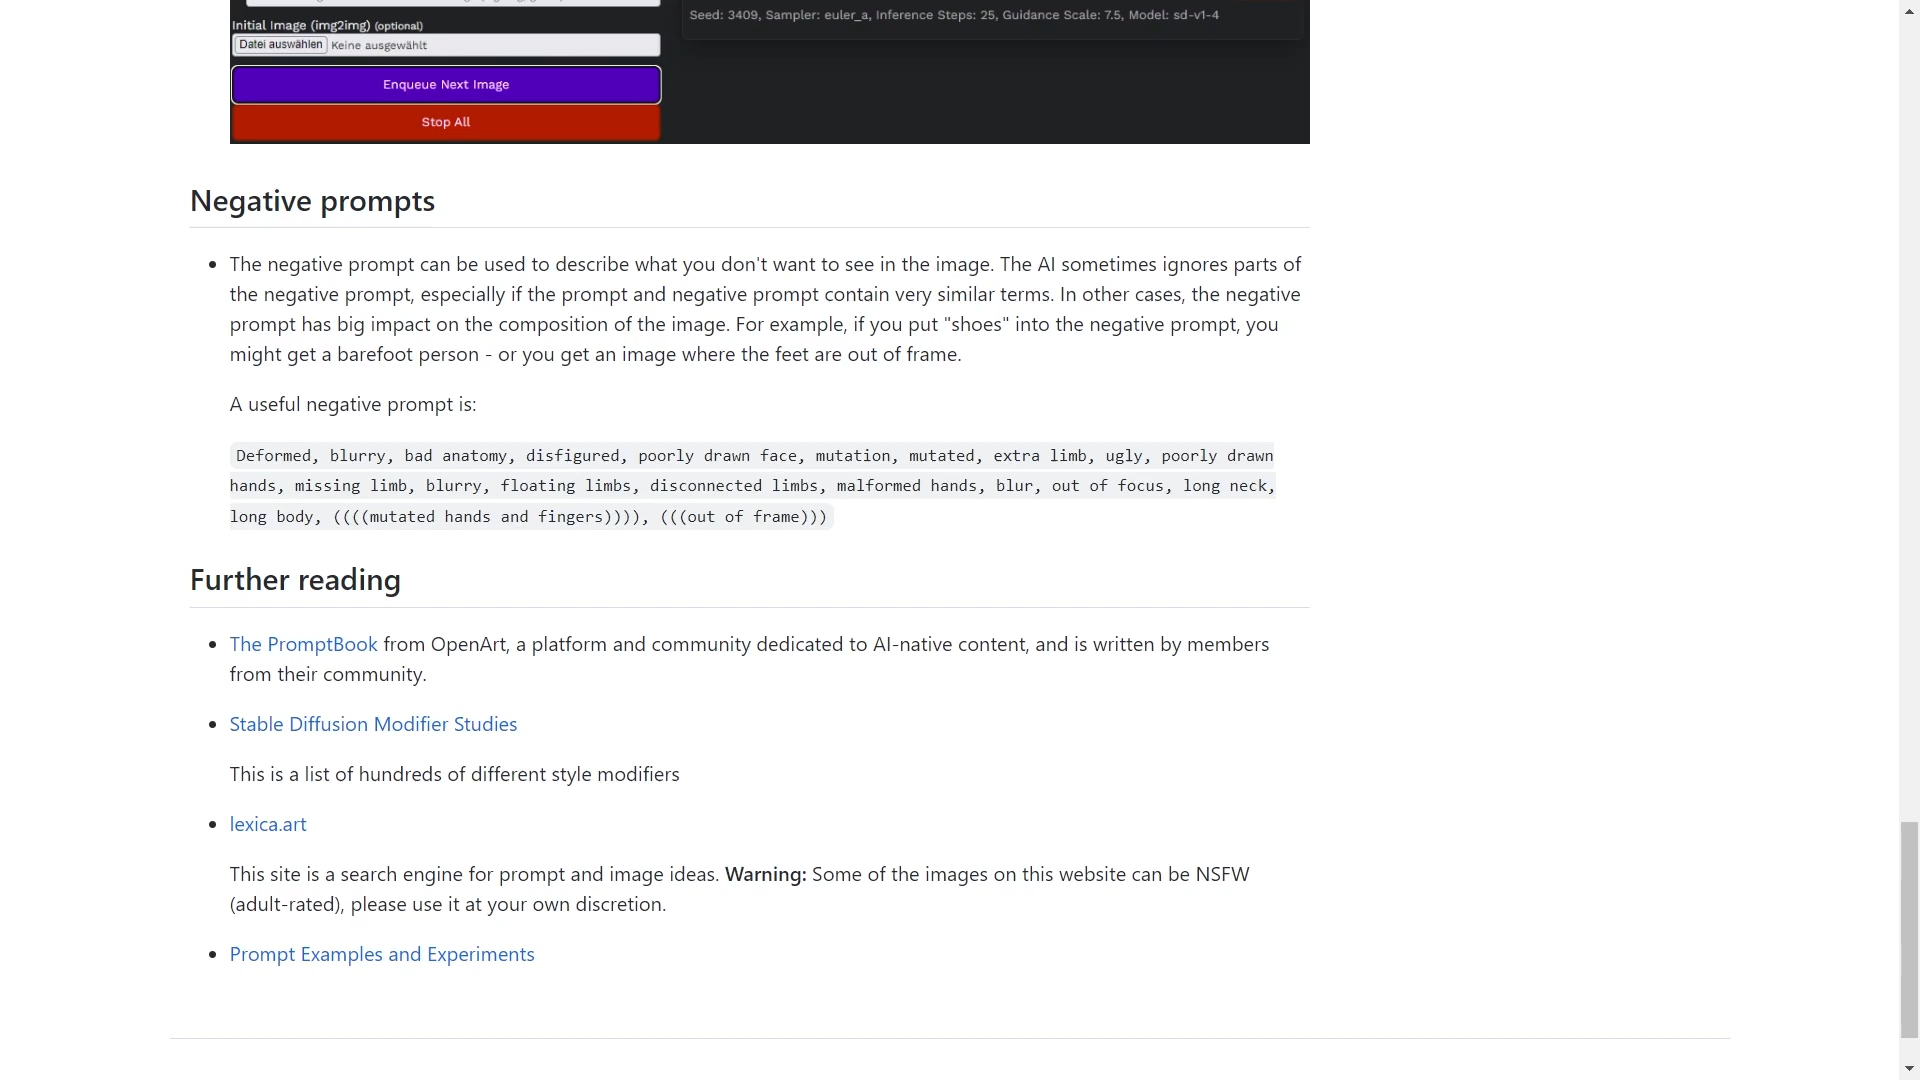 Seed: 3409, Sampler: euler_a, Inference Steps: 25, Guidance Scale: 7.5, Model: sd-v1-4
Initial Image (img2img) (optional)
Datei auswählen Keine ausgewählt
Enqueue Next Image
Stop All
Negative prompts
The negative prompt can be used to describe what you don't want to see in the image. The AI sometimes ignores parts of
the negative prompt, especially if the prompt and negative prompt contain very similar terms. In other cases, the negative
prompt has big impact on the composition of the image. For example, if you put "shoes" into the negative prompt, you
might get a barefoot person - or you get an image where the feet are out of frame.
A useful negative prompt is:
Deformed, blurry, bad anatomy, disfigured, poorly drawn face, mutation, mutated, extra limb, ugly, poorly drawn
hands, missing limb, blurry, floating limbs, disconnected limbs, malformed hands, blur, out of focus, long neck,
long body, ((((mutated hands and fingers)))), (((out of frame)))
Further reading
The PromptBook from OpenArt, a platform and community dedicated to AI-native content, and is written by members
from their community.
Stable Diffusion Modifier Studies
This is a list of hundreds of different style modifiers
lexica.art
This site is a search engine for prompt and image ideas. Warning: Some of the images on this website can be NSFW
(adult-rated), please use it at your own discretion.
Prompt Examples and Experiments